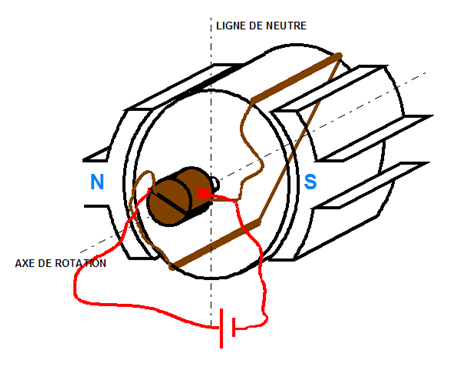 LIGNE DE NEUTRE
N
S
AXE DE ROTATION